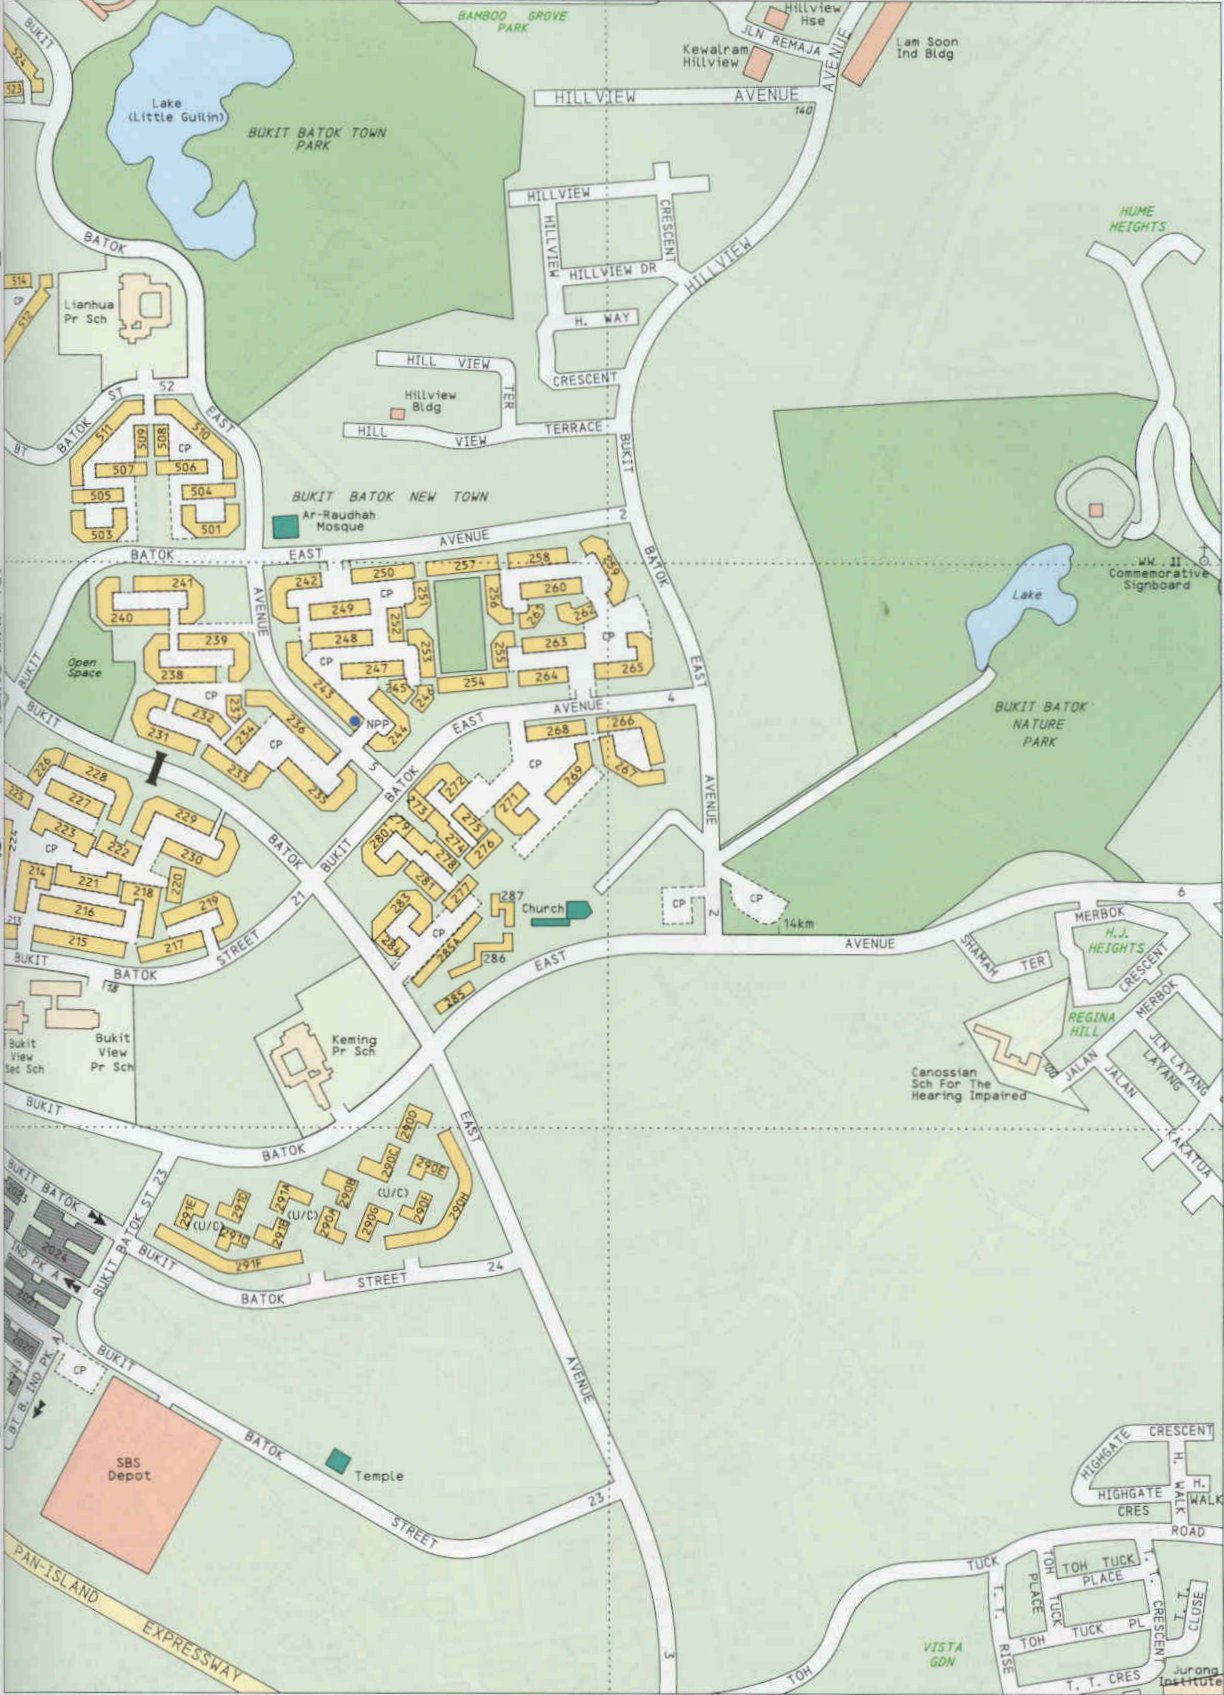 BUKIT
BAMBOO GROVE
PARK
Hillview
Hse
JLN REMAJA
AVENUE
Kewalram
Hillview
Lam Soon
Ind Bldg
524
523
Lake
(Little Guilin)
BUKIT BATOK TOWN
PARK
HILLVIEW AVENUE
140
HILLVIEW
CRESCENT
HILLVIEW
HILLVIEW DR
HILLVIEW
H. WAY
CRESCENT
HUME
HEIGHTS
BATOK
514
CP
512
Lianhua
Pr Sch
HILL VIEW
TER
Hillview
Bldg
HILL VIEW TERRACE
BUKIT
52
ST
BATOK
BT
EAST
511
509
508
510
CP
507
506
505
504
503
501
BUKIT BATOK NEW TOWN
Ar-Raudhah
Mosque
BATOK EAST AVENUE 2
BATOK
WW II
Commemorative
Signboard
Lake
BUKIT BATOK
NATURE
PARK
241
240
239
238
AVENUE
242
250
CP
249
251
248
252
CP
247
253
243
245
246
244
NPP
257
258
259
256
260
261
262
263
CP
255
264
265
254
Open
Space
BUKIT
BUKIT
CP
232
237
231
234
236
CP
233
235
5
EAST
AVENUE
4
EAST
AVENUE
268
266
CP
269
267
271
226
228
225
227
223
224
222
CP
229
230
214
221
218
220
216
219
213
215
217
BATOK
BUKIT
BATOK
272
273
275
279
274
280
278
276
281
277
283
284
CP
285A
287
286
285
Church
CP
2
CP
14km
21
STREET
BATOK
BUKIT
18
EAST
AVENUE
6
SHAMAH TER
MERBOK
H.J.
HEIGHTS
CRESCENT
MERBOK
REGINA
HILL
JALAN
JLN LAYANG
LAYANG
JALAN
KAKATUA
100
Canossian
Sch For The
Hearing Impaired
Bukit
View
Sec Sch
Bukit
View
Pr Sch
Keming
Pr Sch
BUKIT
BATOK
EAST
290D
290C
290E
290B
(U/C)
290F
290H
290G
290A
291A
(U/C)
291B
291D
291E
(U/C)
291C
291F
BUKIT BATOK
2025
2024
IND PK A
2021
2020
BT B. IND PK A
BUKIT BATOK ST 23
BUKIT
BATOK
STREET
24
CP
BUKIT
BATOK
STREET
23
AVENUE
3
SBS
Depot
Temple
PAN-ISLAND EXPRESSWAY
HIGHGATE
CRESCENT
HIGHGATE
CRES
H. WALK
H.
WALK
ROAD
TUCK
TOH
T. T. RISE
TOH TUCK
PLACE
TOH TUCK
PLACE
TOH TUCK PL
T. T. CRESCENT
T. T. CLOSE
T. T. CRES
VISTA
GDN
Jurong
Institute